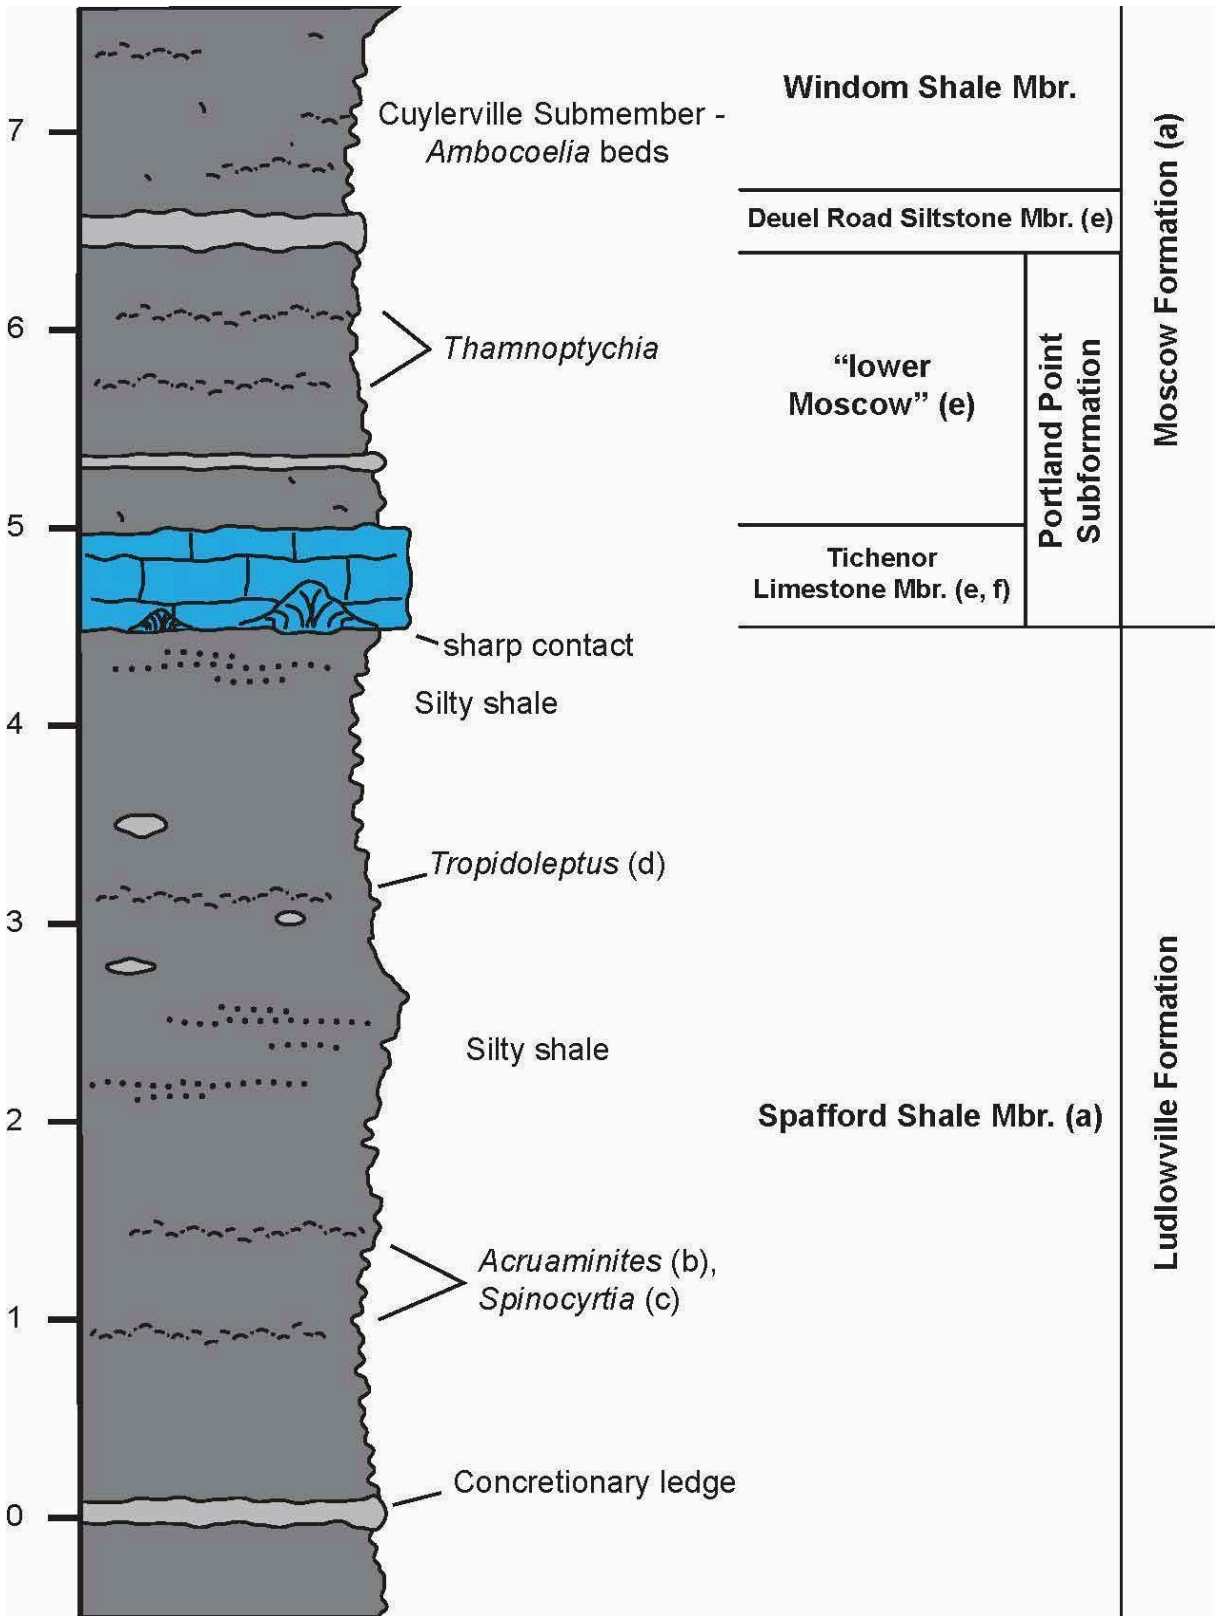 Windom Shale Mbr.
Cuylerville Submember -
Ambocoelia beds
7
Deuel Road Siltstone Mbr. (e)
Moscow Formation (a)
6
Thamnoptychia
“lower
Moscow” (e)
Portland Point
Subformation
5
Tichenor
Limestone Mbr. (e, f)
sharp contact
Silty shale
4
Tropidoleptus (d)
3
Silty shale
2
Spafford Shale Mbr. (a)
Ludlowville Formation
Acruaminites (b),
Spinocyrtia (c)
1
Concretionary ledge
0